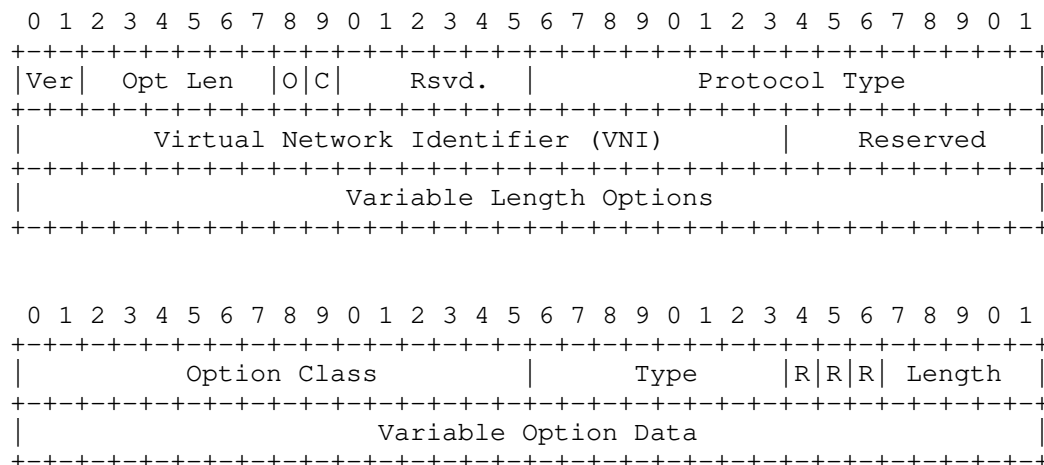 0 1 2 3 4 5 6 7 8 9 0 1 2 3 4 5 6 7 8 9 0 1 2 3 4 5 6 7 8 9 0 1
+-+-+-+-+-+-+-+-+-+-+-+-+-+-+-+-+-+-+-+-+-+-+-+-+-+-+-+-+-+-+-+-+
|Ver|  Opt Len  |O|C|    Rsvd.  |          Protocol Type        |
+-+-+-+-+-+-+-+-+-+-+-+-+-+-+-+-+-+-+-+-+-+-+-+-+-+-+-+-+-+-+-+-+
|        Virtual Network Identifier (VNI)       |    Reserved   |
+-+-+-+-+-+-+-+-+-+-+-+-+-+-+-+-+-+-+-+-+-+-+-+-+-+-+-+-+-+-+-+-+
|                    Variable Length Options                    |
+-+-+-+-+-+-+-+-+-+-+-+-+-+-+-+-+-+-+-+-+-+-+-+-+-+-+-+-+-+-+-+-+
 0 1 2 3 4 5 6 7 8 9 0 1 2 3 4 5 6 7 8 9 0 1 2 3 4 5 6 7 8 9 0 1
+-+-+-+-+-+-+-+-+-+-+-+-+-+-+-+-+-+-+-+-+-+-+-+-+-+-+-+-+-+-+-+-+
|          Option Class         |      Type     |R|R|R| Length  |
+-+-+-+-+-+-+-+-+-+-+-+-+-+-+-+-+-+-+-+-+-+-+-+-+-+-+-+-+-+-+-+-+
|                      Variable Option Data                     |
+-+-+-+-+-+-+-+-+-+-+-+-+-+-+-+-+-+-+-+-+-+-+-+-+-+-+-+-+-+-+-+-+